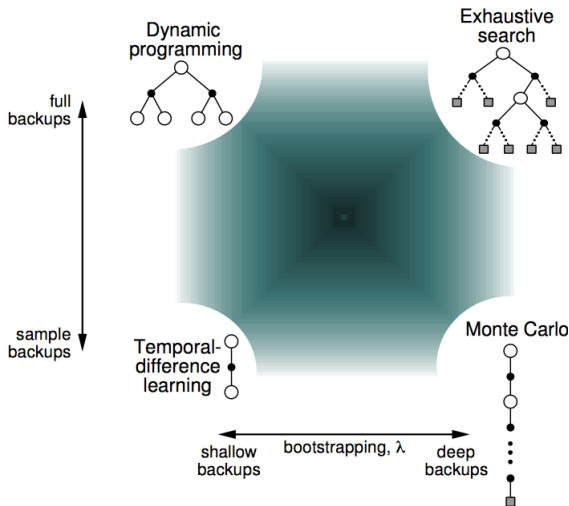 Dynamic
programming
Exhaustive
search
full
backups
sample
backups
Temporal-
difference
learning
Monte Carlo
bootstrapping, λ
shallow
backups
deep
backups